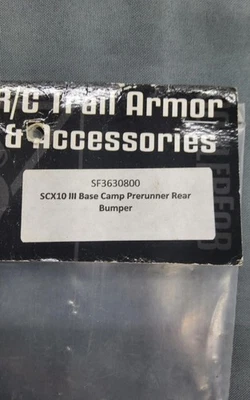 R/C Trail Armor
& Accessories
SF3630800
SCX10 III Base Camp Prerunner Rear
Bumper